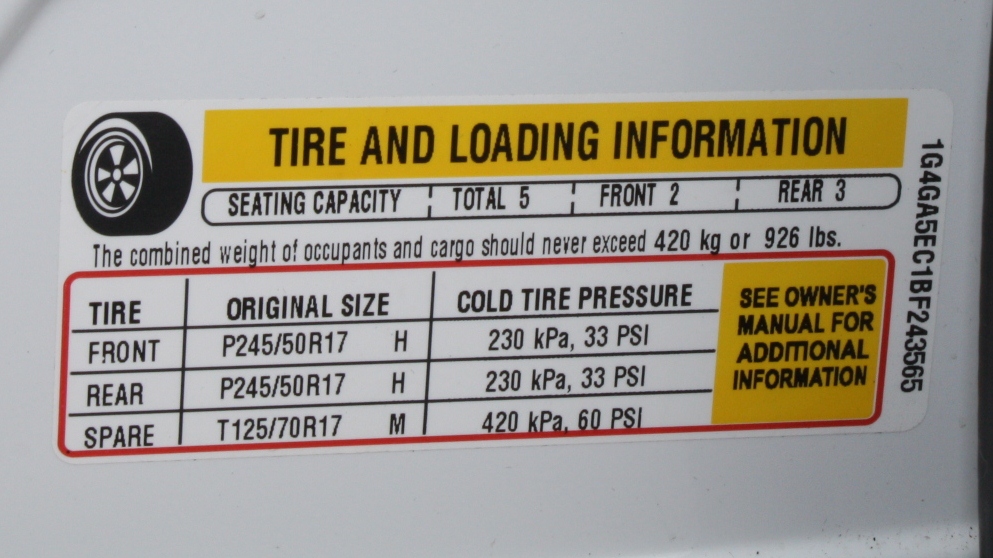 TIRE AND LOADING INFORMATION
SEATING CAPACITY TOTAL 5 FRONT 2 REAR 3
The combined weight of occupants and cargo should never exceed 420 kg or 926 lbs.
TIRE ORIGINAL SIZE COLD TIRE PRESSURE
FRONT P245/50R17 H 230 kPa, 33 PSI
REAR P245/50R17 H 230 kPa, 33 PSI
SPARE T125/70R17 M 420 kPa, 60 PSI
SEE OWNER'S
MANUAL FOR
ADDITIONAL
INFORMATION
1G4GA5EC1BF243565